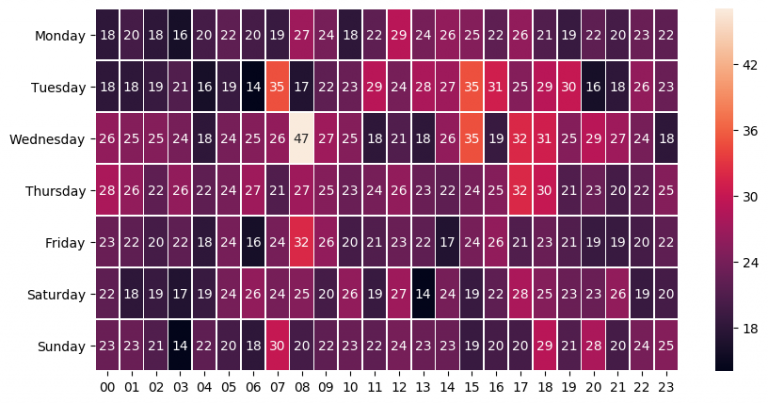 Monday 18 20 18 16 20 22 20 19 27 24 18 22 29 24 26 25 22 26 21 19 22 20 23 22
Tuesday 18 18 19 21 16 19 14 35 17 22 23 29 24 28 27 35 31 25 29 30 16 18 26 23
Wednesday 26 25 25 24 18 24 25 26 47 27 25 18 21 18 26 35 19 32 31 25 29 27 24 18
Thursday 28 26 22 26 22 24 27 21 27 25 23 24 26 23 22 24 25 32 30 21 23 20 22 25
Friday 23 22 20 22 18 24 16 24 32 26 20 21 23 22 17 24 26 21 23 21 19 19 20 22
Saturday 22 18 19 17 19 24 26 24 25 20 26 19 27 14 24 19 22 28 25 23 23 26 19 20
Sunday 23 23 21 14 22 20 18 30 20 22 23 22 24 23 23 19 20 20 29 21 28 20 24 25
00 01 02 03 04 05 06 07 08 09 10 11 12 13 14 15 16 17 18 19 20 21 22 23
42
36
30
24
18